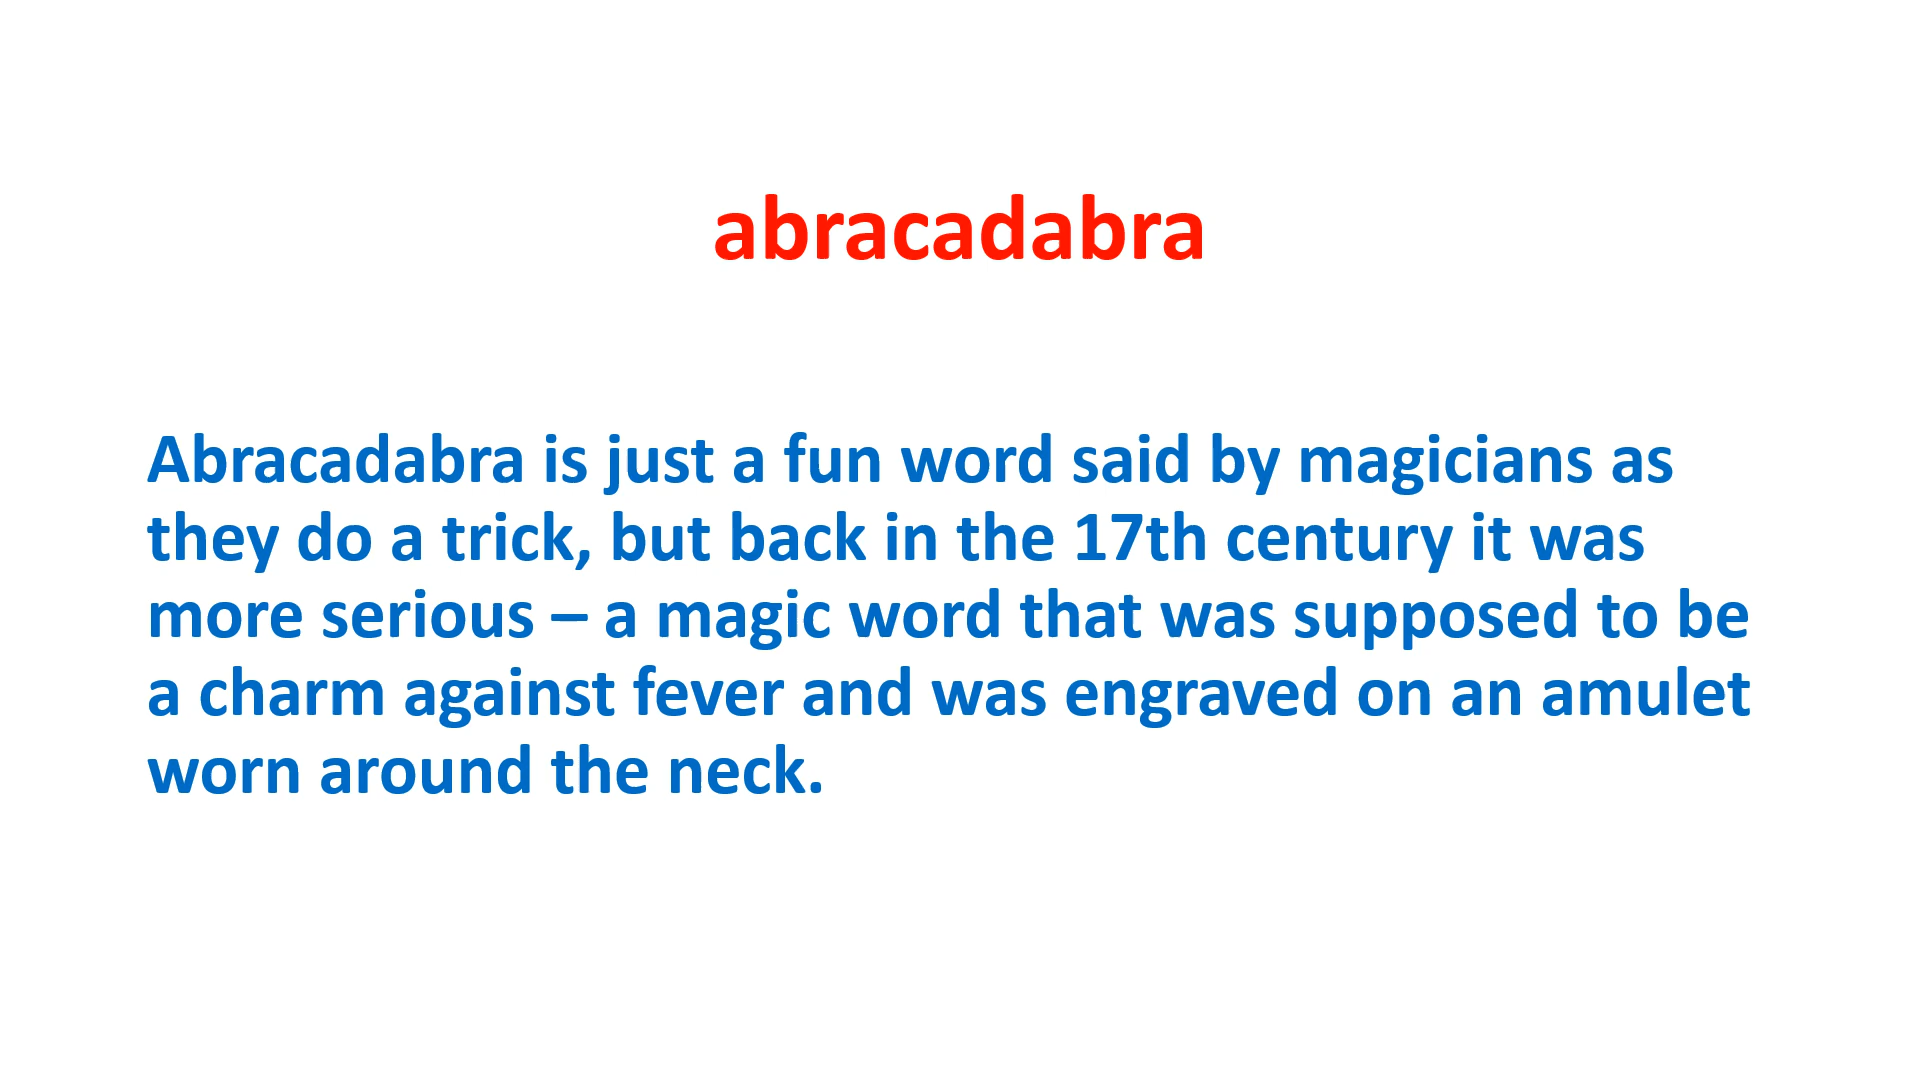 abracadabra
Abracadabra is just a fun word said by magicians as
they do a trick, but back in the 17th century it was
more serious – a magic word that was supposed to be
a charm against fever and was engraved on an amulet
worn around the neck.